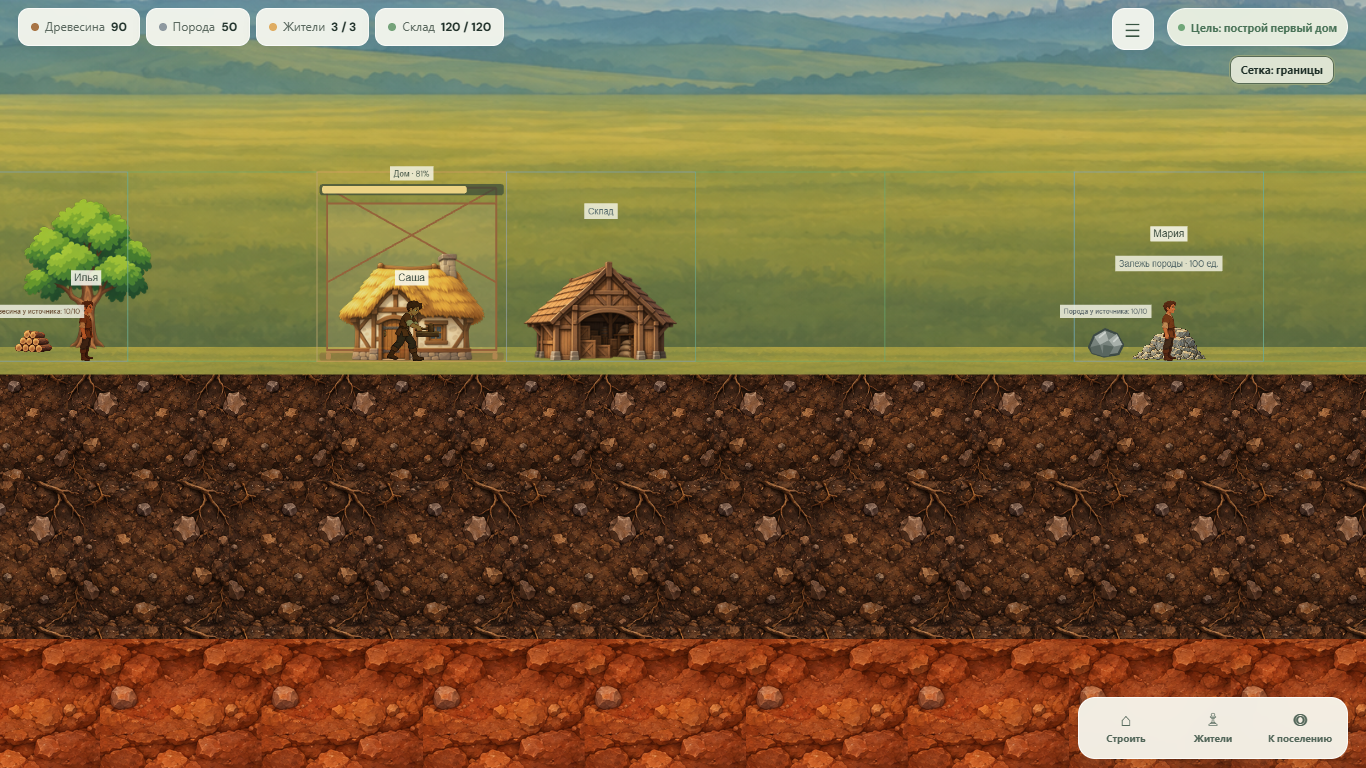 Древесина 90
Порода 50
Жители 3 / 3
Склад 120 / 120
☰
Цель: построй первый дом
Сетка: границы
Дом · 81%
Склад
Мария
Залежь породы · 100 ед.
Илья
Саша
весина у источника: 10/10
Порода у источника: 10/10
Строить
Жители
К поселению